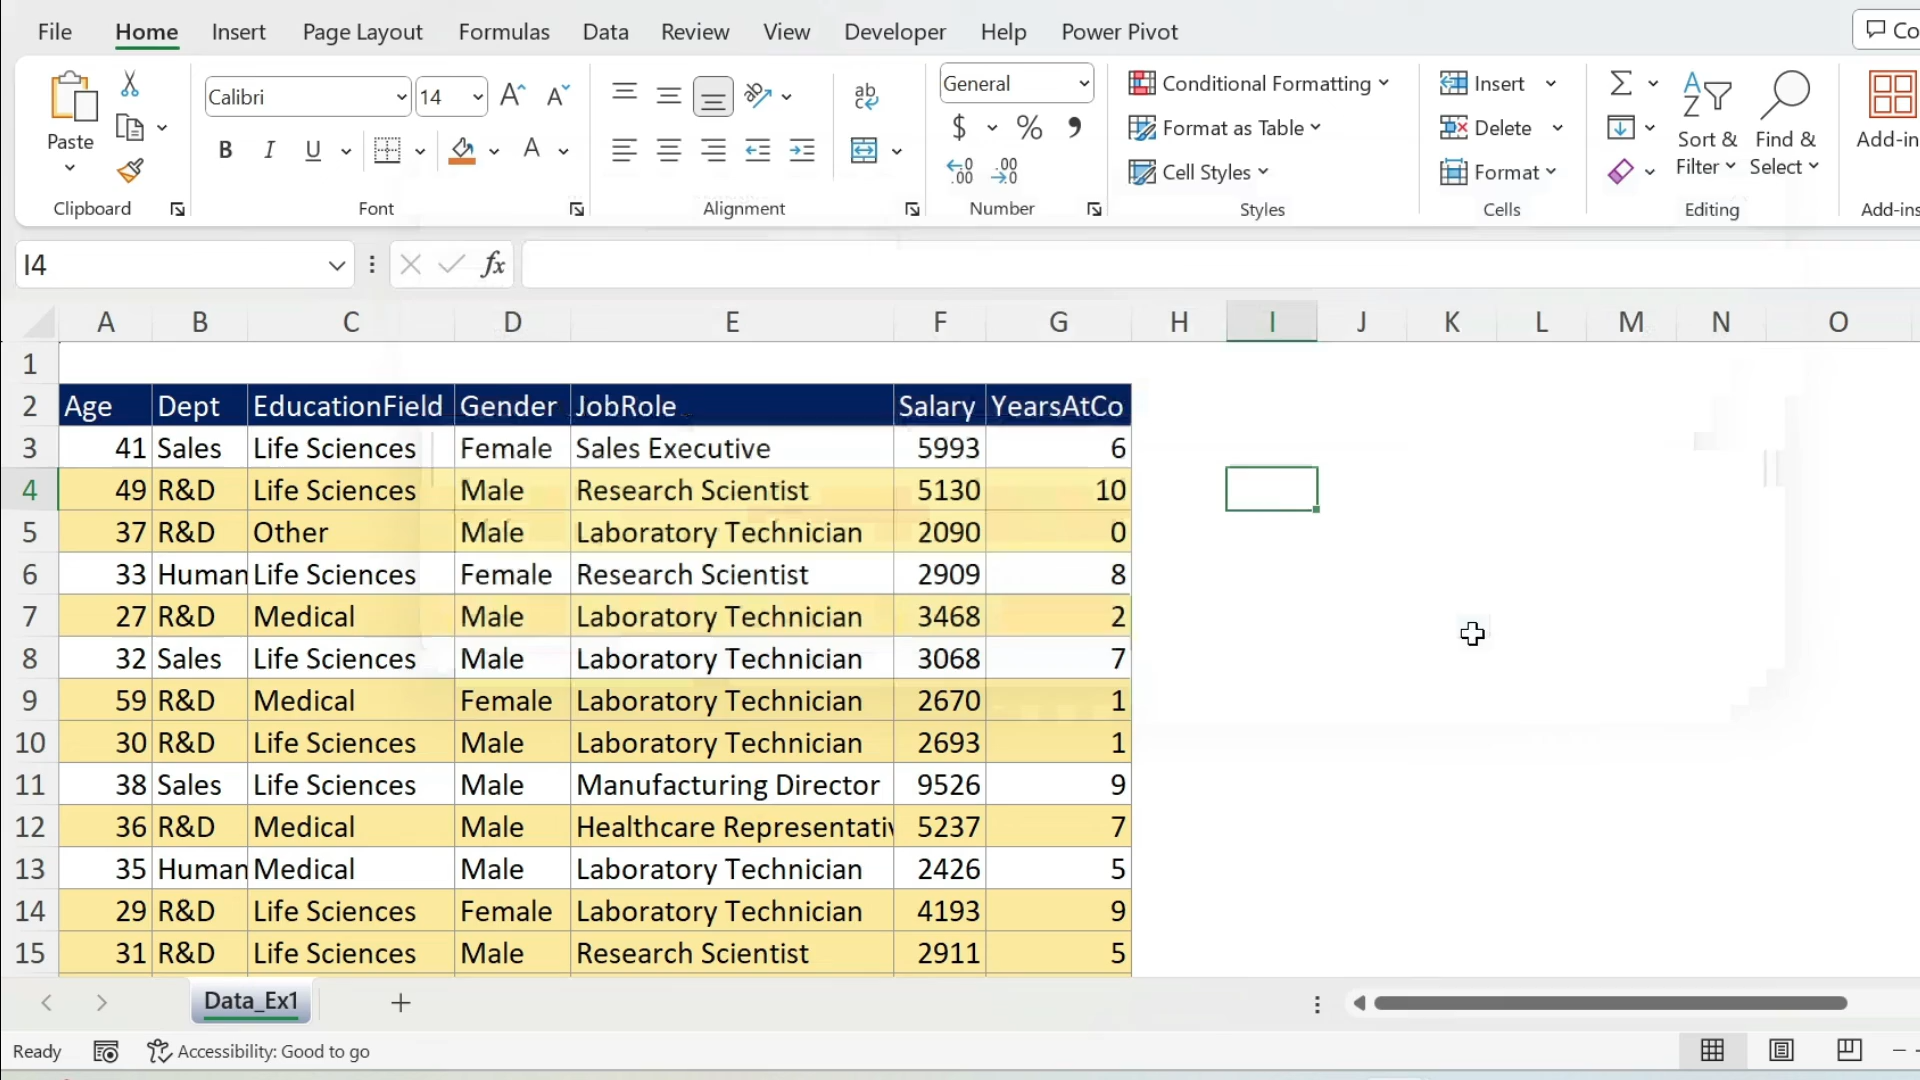 File Home Insert Page Layout Formulas Data Review View Developer Help Power Pivot Co
Paste
Calibri 14
B I U A
ab
General
$ % ,
Conditional Formatting
Format as Table
Cell Styles
Insert
Delete
Format
Sort &
Filter
Find &
Select
Add-in
Clipboard Font Alignment Number Styles Cells Editing Add-ins
I4 fx
A B C D E F G H I J K L M N O
1
2 Age Dept EducationField Gender JobRole Salary YearsAtCo
3 41 Sales Life Sciences Female Sales Executive 5993 6
4 49 R&D Life Sciences Male Research Scientist 5130 10
5 37 R&D Other Male Laboratory Technician 2090 0
6 33 Human Life Sciences Female Research Scientist 2909 8
7 27 R&D Medical Male Laboratory Technician 3468 2
8 32 Sales Life Sciences Male Laboratory Technician 3068 7
9 59 R&D Medical Female Laboratory Technician 2670 1
10 30 R&D Life Sciences Male Laboratory Technician 2693 1
11 38 Sales Life Sciences Male Manufacturing Director 9526 9
12 36 R&D Medical Male Healthcare Representativ 5237 7
13 35 Human Medical Male Laboratory Technician 2426 5
14 29 R&D Life Sciences Female Laboratory Technician 4193 9
15 31 R&D Life Sciences Male Research Scientist 2911 5
Data_Ex1
Ready Accessibility: Good to go